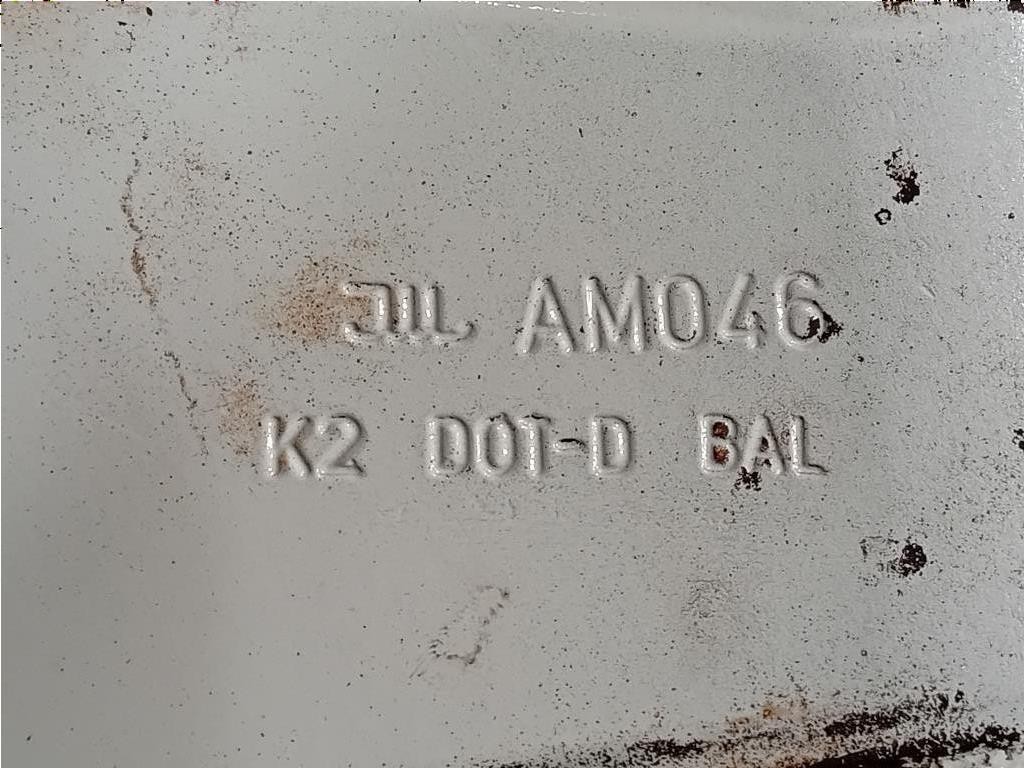 JIL AM046
K2 DOT-D BAL